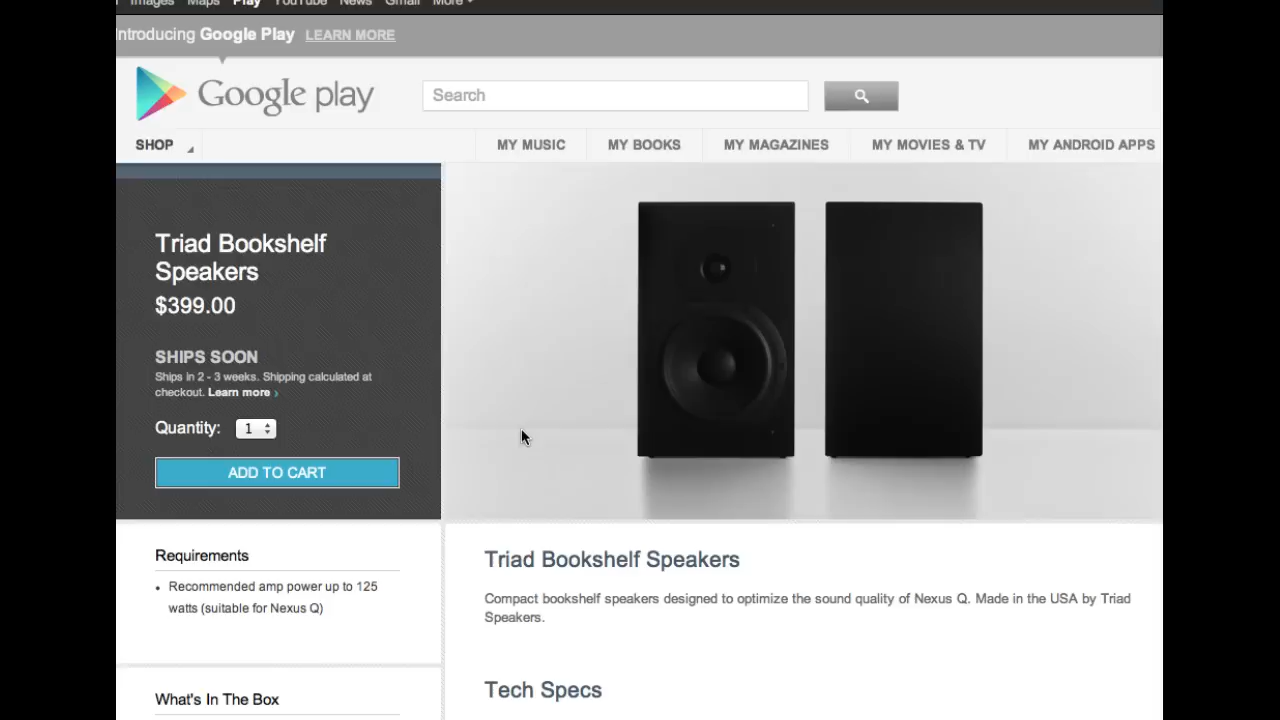 Images Maps Play YouTube News Gmail More
Introducing Google Play LEARN MORE
Google play
Search
SHOP
MY MUSIC
MY BOOKS
MY MAGAZINES
MY MOVIES & TV
MY ANDROID APPS
Triad Bookshelf
Speakers
$399.00
SHIPS SOON
Ships in 2 - 3 weeks. Shipping calculated at
checkout. Learn more ›
Quantity: 1
ADD TO CART
Requirements
• Recommended amp power up to 125
watts (suitable for Nexus Q)
What's In The Box
Triad Bookshelf Speakers
Compact bookshelf speakers designed to optimize the sound quality of Nexus Q. Made in the USA by Triad
Speakers.
Tech Specs